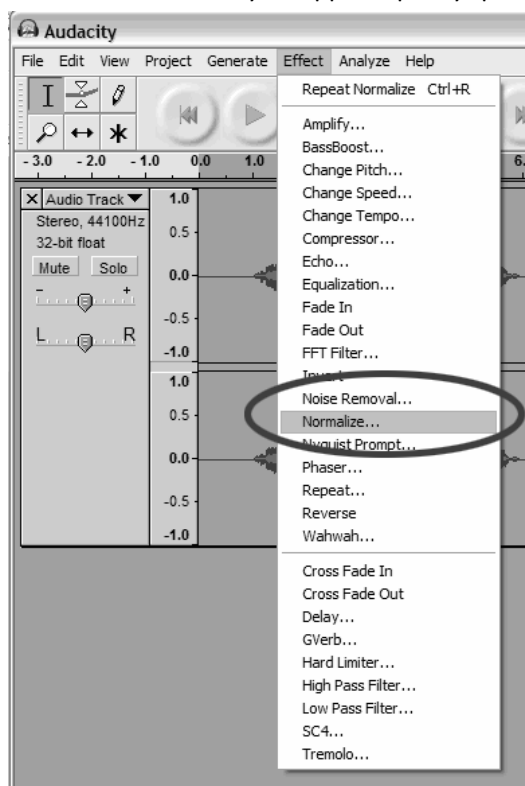 Audacity
File Edit View Project Generate Effect Analyze Help
- 3.0 - 2.0 - 1.0 0.0 1.0 6.
X Audio Track
Stereo, 44100Hz
32-bit float
Mute Solo
- +
L R
1.0
0.5
0.0
-0.5
-1.0
1.0
0.5
0.0
-0.5
-1.0
Repeat Normalize Ctrl+R
Amplify...
BassBoost...
Change Pitch...
Change Speed...
Change Tempo...
Compressor...
Echo...
Equalization...
Fade In
Fade Out
FFT Filter...
Invert
Noise Removal...
Normalize...
Nyquist Prompt...
Phaser...
Repeat...
Reverse
Wahwah...
Cross Fade In
Cross Fade Out
Delay...
GVerb...
Hard Limiter...
High Pass Filter...
Low Pass Filter...
SC4...
Tremolo...